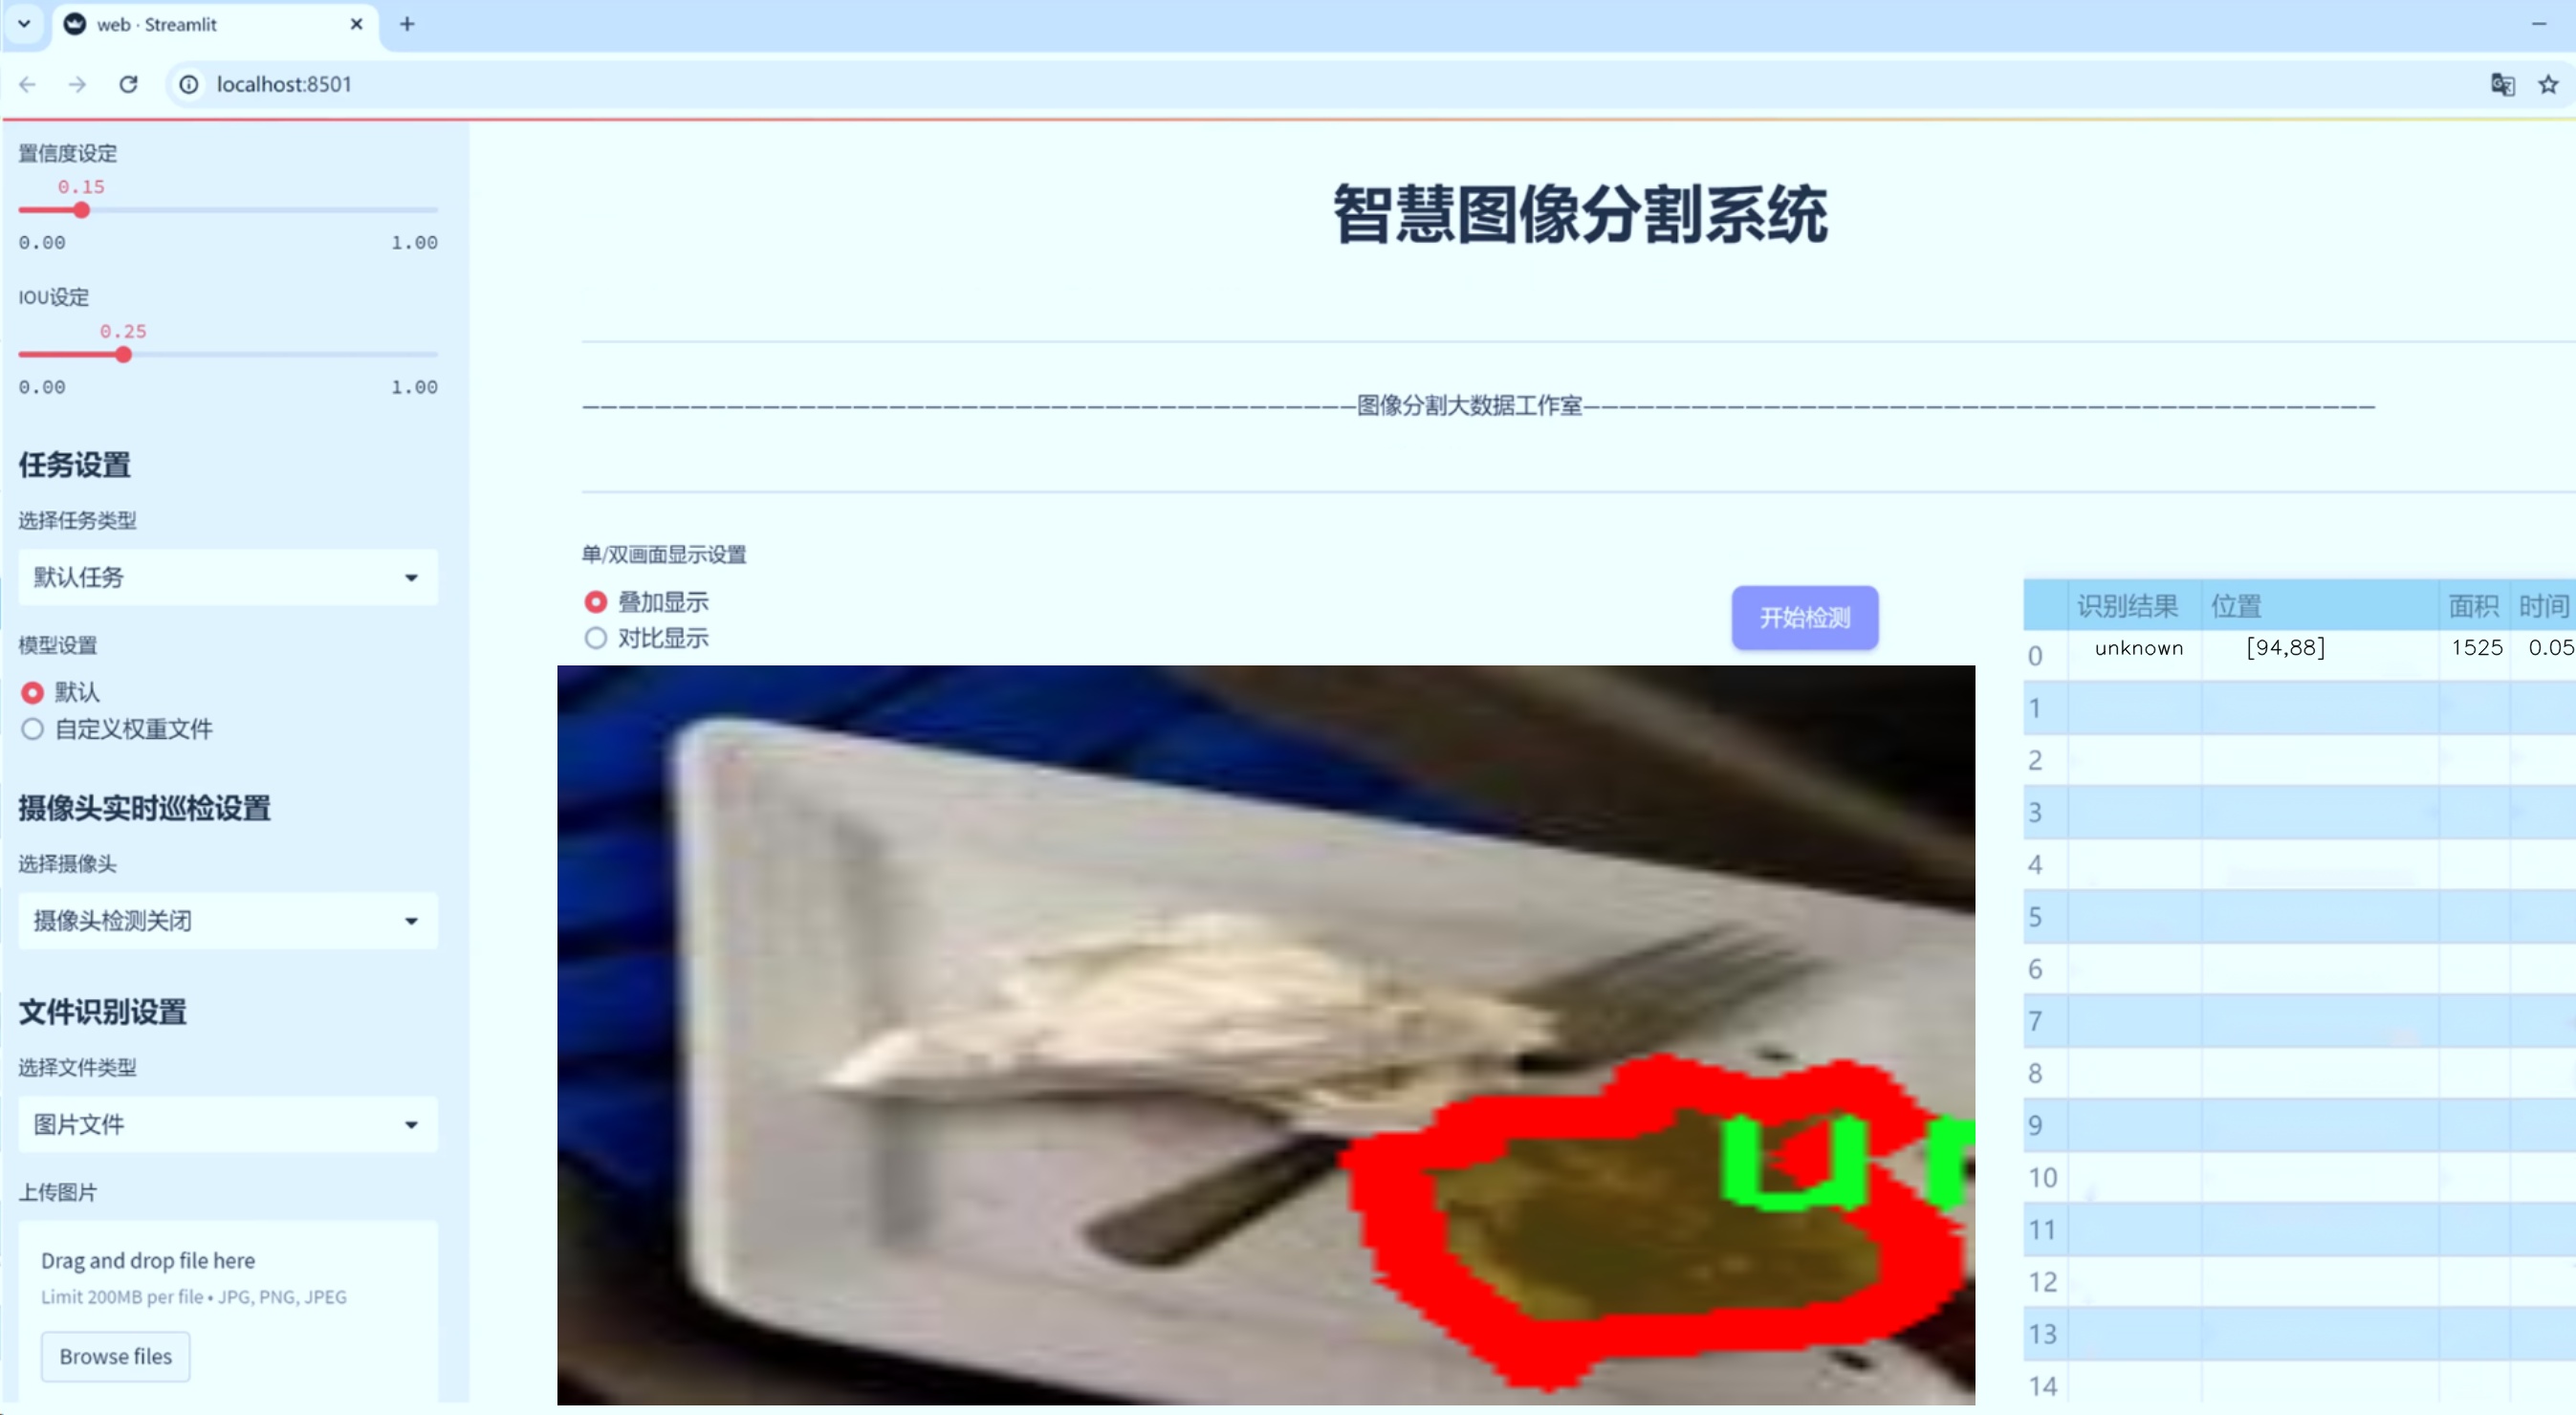 web · Streamlit
localhost:8501
置信度设定
0.15
0.00 1.00
IOU设定
0.25
0.00 1.00
任务设置
选择任务类型
默认任务
模型设置
默认
自定义权重文件
摄像头实时巡检设置
选择摄像头
摄像头检测关闭
文件识别设置
选择文件类型
图片文件
上传图片
Drag and drop file here
Limit 200MB per file • JPG, PNG, JPEG
Browse files
智慧图像分割系统
———————————————————————————————————————————图像分割大数据工作室————————————————————————————————————————————
单/双画面显示设置
叠加显示
对比显示
开始检测
识别结果 位置 面积 时间
0 unknown [94,88] 1525 0.05
1
2
3
4
5
6
7
8
9
10
11
12
13
14